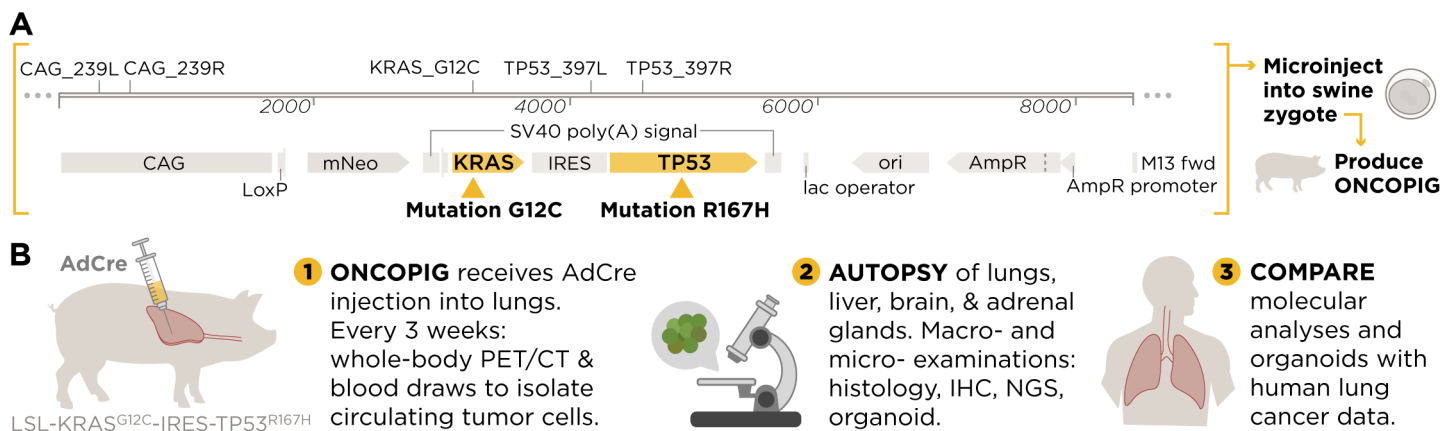 A
CAG_239L CAG_239R KRAS_G12C TP53_397L TP53_397R
2000 4000 6000 8000
SV40 poly(A) signal
CAG mNeo KRAS IRES TP53 ori AmpR M13 fwd
LoxP lac operator AmpR promoter
Mutation G12C Mutation R167H
Microinject
into swine
zygote
Produce
ONCOPIG
B
AdCre
LSL-KRASG12C-IRES-TP53R167H
1 ONCOPIG receives AdCre
injection into lungs.
Every 3 weeks:
whole-body PET/CT &
blood draws to isolate
circulating tumor cells.
2 AUTOPSY of lungs,
liver, brain, & adrenal
glands. Macro- and
micro- examinations:
histology, IHC, NGS,
organoid.
3 COMPARE
molecular
analyses and
organoids with
human lung
cancer data.